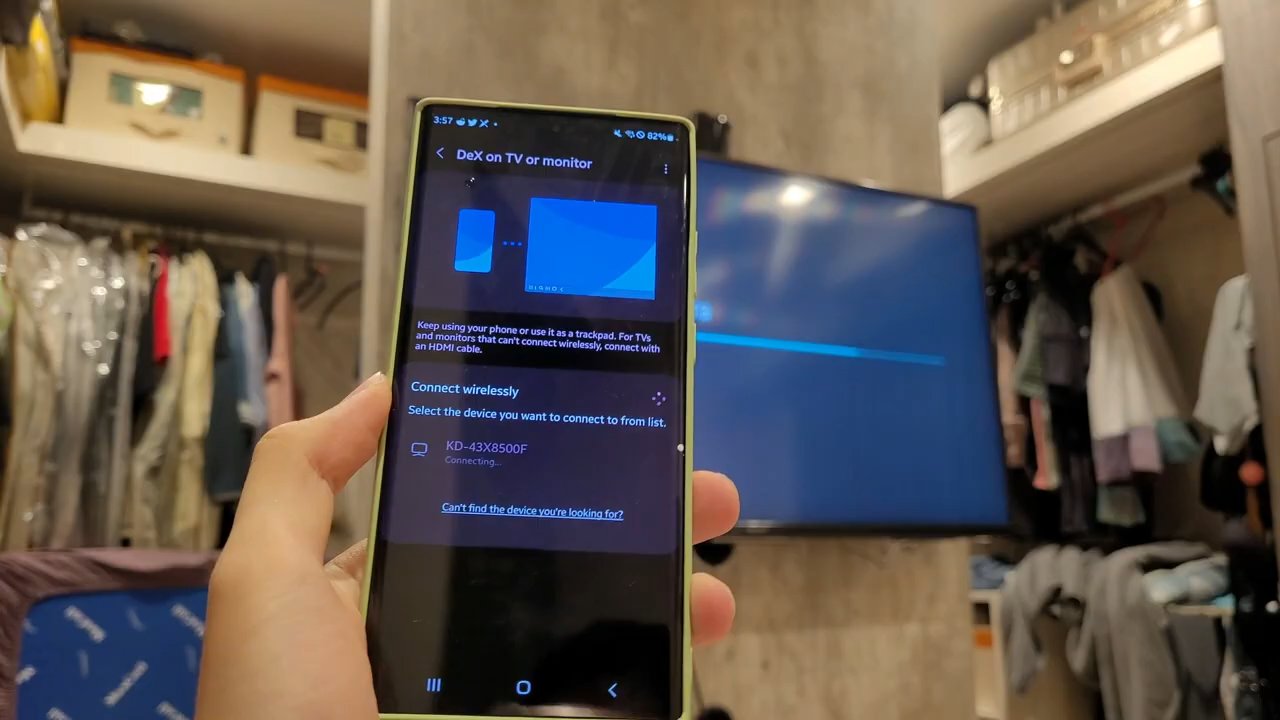 3:57
82%
DeX on TV or monitor
Keep using your phone or use it as a trackpad. For TVs
and monitors that can't connect wirelessly, connect with
an HDMI cable.
Connect wirelessly
Select the device you want to connect to from list.
KD-43X8500F
Connecting...
Can't find the device you're looking for?